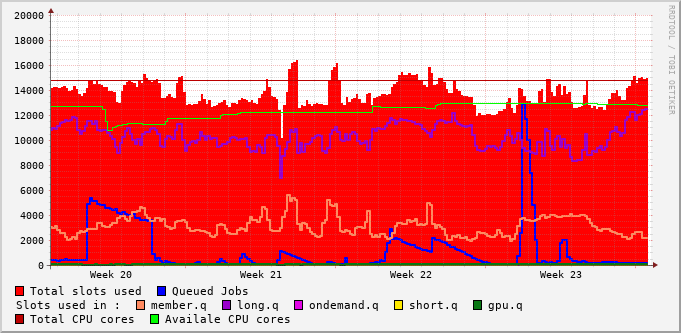 RRDTOOL / TOBI OETIKER
20000
18000
16000
14000
12000
10000
8000
6000
4000
2000
0
Week 20 Week 21 Week 22 Week 23
Total slots used Queued Jobs
Slots used in : member.q long.q ondemand.q short.q gpu.q
Total CPU cores Availale CPU cores